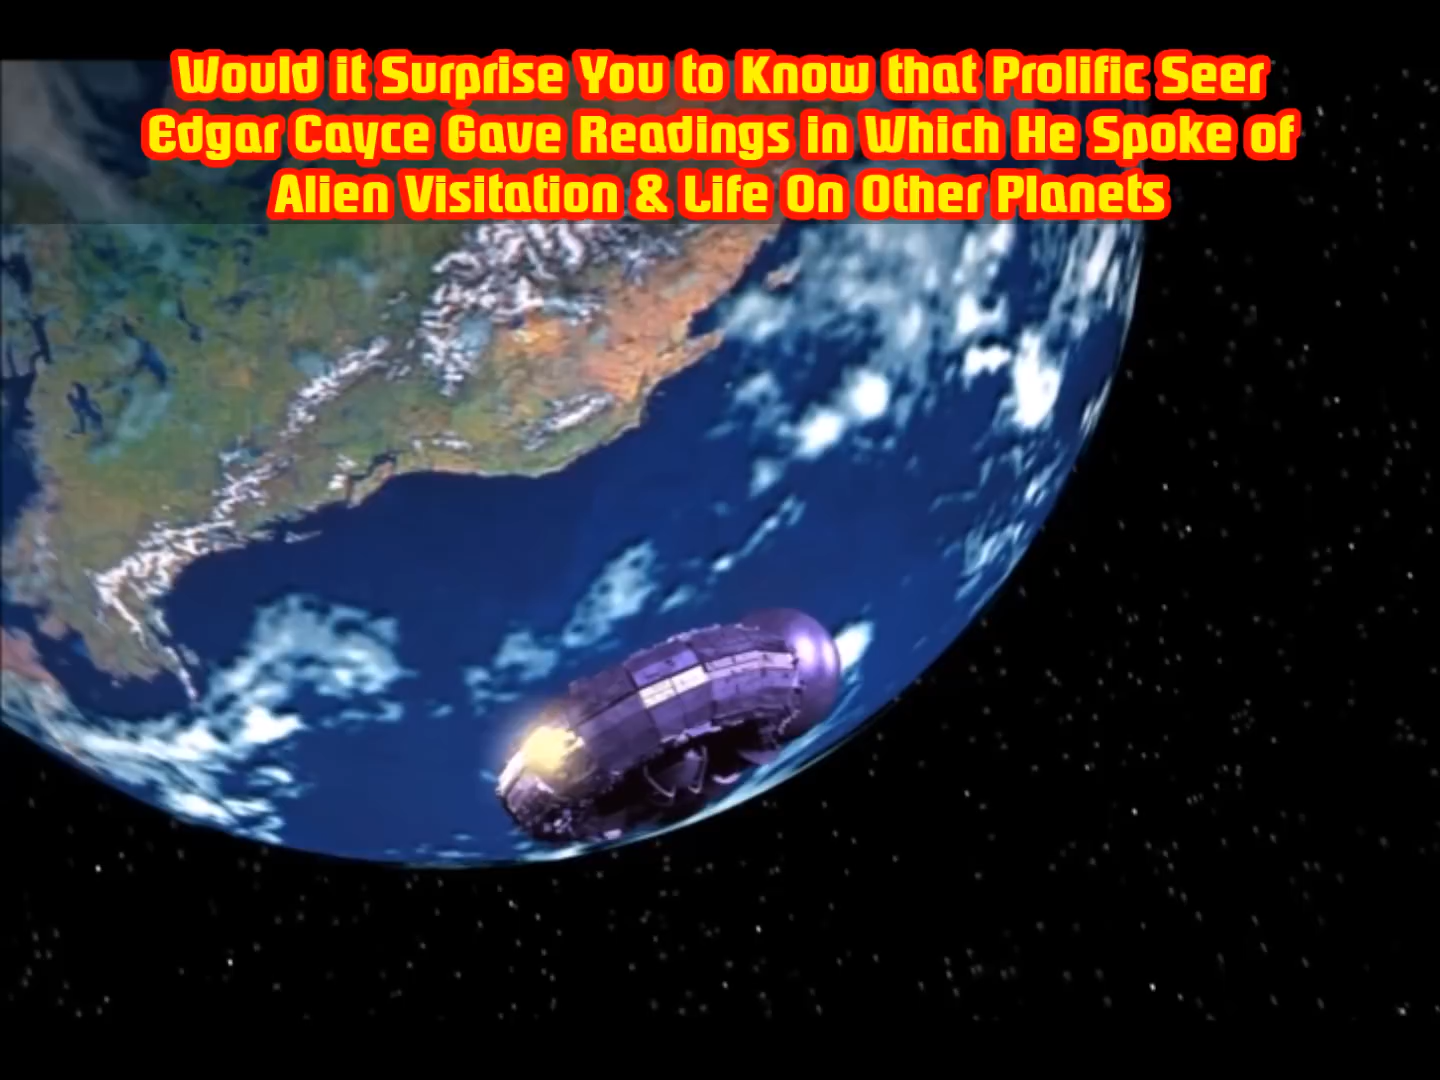 Would it Surprise You to Know that Prolific Seer
Edgar Cayce Gave Readings in Which He Spoke of
Alien Visitation & Life On Other Planets